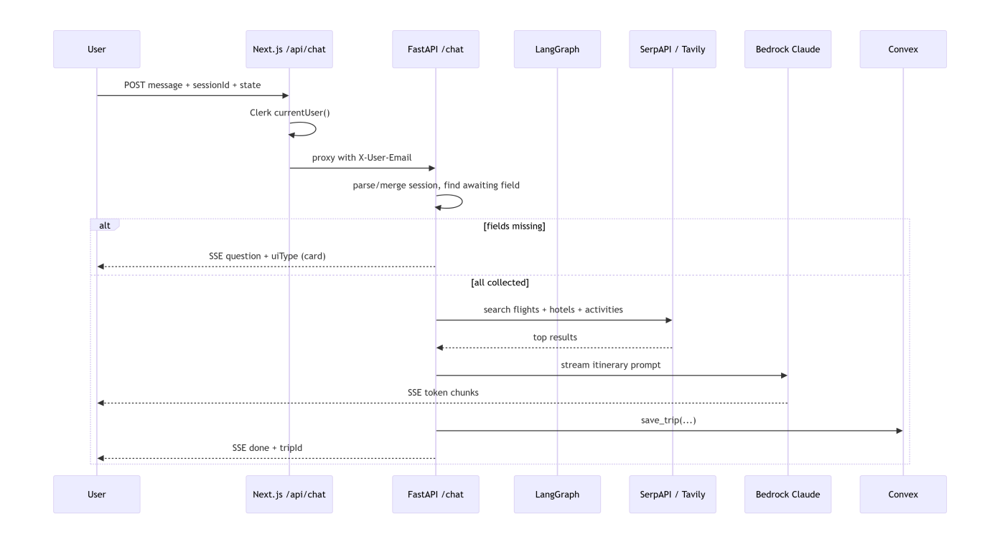 User
Next.js /api/chat
FastAPI /chat
LangGraph
SerpAPI / Tavily
Bedrock Claude
Convex
POST message + sessionId + state
Clerk currentUser()
proxy with X-User-Email
parse/merge session, find awaiting field
alt
[fields missing]
SSE question + uiType (card)
[all collected]
search flights + hotels + activities
top results
stream itinerary prompt
SSE token chunks
save_trip(...)
SSE done + tripId
User
Next.js /api/chat
FastAPI /chat
LangGraph
SerpAPI / Tavily
Bedrock Claude
Convex